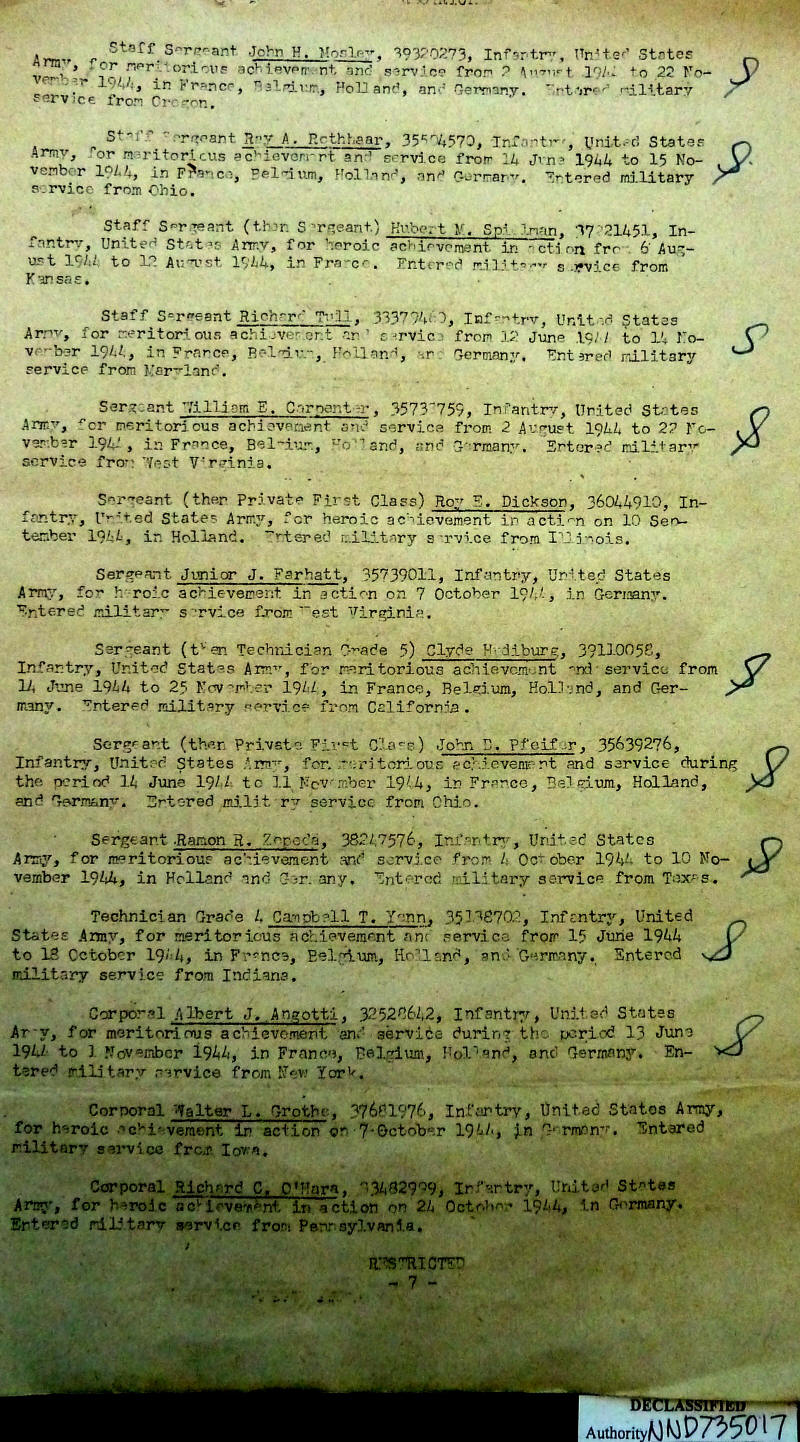 Staff Sergeant John H. Mosley, 39320273, Infantry, United States
Army, for meritorious achievement and service from 2 August 1944 to 22 No-
vember 1944, in France, Belgium, Holland, and Germany. Entered military
service from Oregon.
Staff Sergeant Roy A. Rothhaar, Infantry, United States
Army, for meritorious achievement and service from 14 June 1944 to 15 No-
vember 1944, in France, Belgium, Holland, and Germany. Entered military
service from Ohio.
Staff Sergeant (then Sergeant) Hubert M. In-
fantry, United States Army, for heroic achievement in action from 6 Aug-
ust 1944 to 12 August 1944, in France. Entered military service from
Kansas.
Staff Sergeant Richard Tull, Infantry, United States
Army, for meritorious achievement and service from 12 June 1944 to 14 No-
vember 1944, in France, Belgium, Holland, and Germany. Entered military
service from Maryland.
Sergeant William E. Carpenter, Infantry, United States
Army, for meritorious achievement and service from 2 August 1944 to 22 No-
vember 1944, in France, Belgium, Holland, and Germany. Entered military
service from West Virginia.
Sergeant (then Private First Class) Roy E. Dickson, 36044910, In-
fantry, United States Army, for heroic achievement in action on 10 Sep-
tember 1944, in Holland. Entered military service from Illinois.
Sergeant Junior J. Farhatt, 35739011, Infantry, United States
Army, for heroic achievement in action on 7 October 1944, in Germany.
Entered military service from West Virginia.
Sergeant (then Technician Grade 5) Clyde Hediburg, 39110058,
Infantry, United States Army, for meritorious achievement and service from
14 June 1944 to 25 November 1944, in France, Belgium, Holland, and Ger-
many. Entered military service from California.
Sergeant (then Private First Class) John D. Pfeifer, 35639276,
Infantry, United States Army, for meritorious achievement and service during
the period 14 June 1944 to 11 November 1944, in France, Belgium, Holland,
and Germany. Entered military service from Ohio.
Sergeant Ramon R. Zepeda, 38247576, Infantry, United States
Army, for meritorious achievement and service from 4 October 1944 to 10 No-
vember 1944, in Holland and Germany. Entered military service from Texas.
Technician Grade 4 Campbell T. Yann, 35138702, Infantry, United
States Army, for meritorious achievement and service from 15 June 1944
to 18 October 1944, in France, Belgium, Holland, and Germany. Entered
military service from Indiana.
Corporal Albert J. Angotti, 32528642, Infantry, United States
Army, for meritorious achievement and service during the period 13 June
1944 to 1 November 1944, in France, Belgium, Holland, and Germany. En-
tered military service from New York.
Corporal Walter L. Grothe, 37681976, Infantry, United States Army,
for heroic achievement in action on 7 October 1944, in Germany. Entered
military service from Iowa.
Corporal Richard C. O'Hara, 33482999, Infantry, United States
Army, for heroic achievement in action on 24 October 1944, in Germany.
Entered military service from Pennsylvania.
RESTRICTED
- 7 -
DECLASSIFIED
Authority NND735017